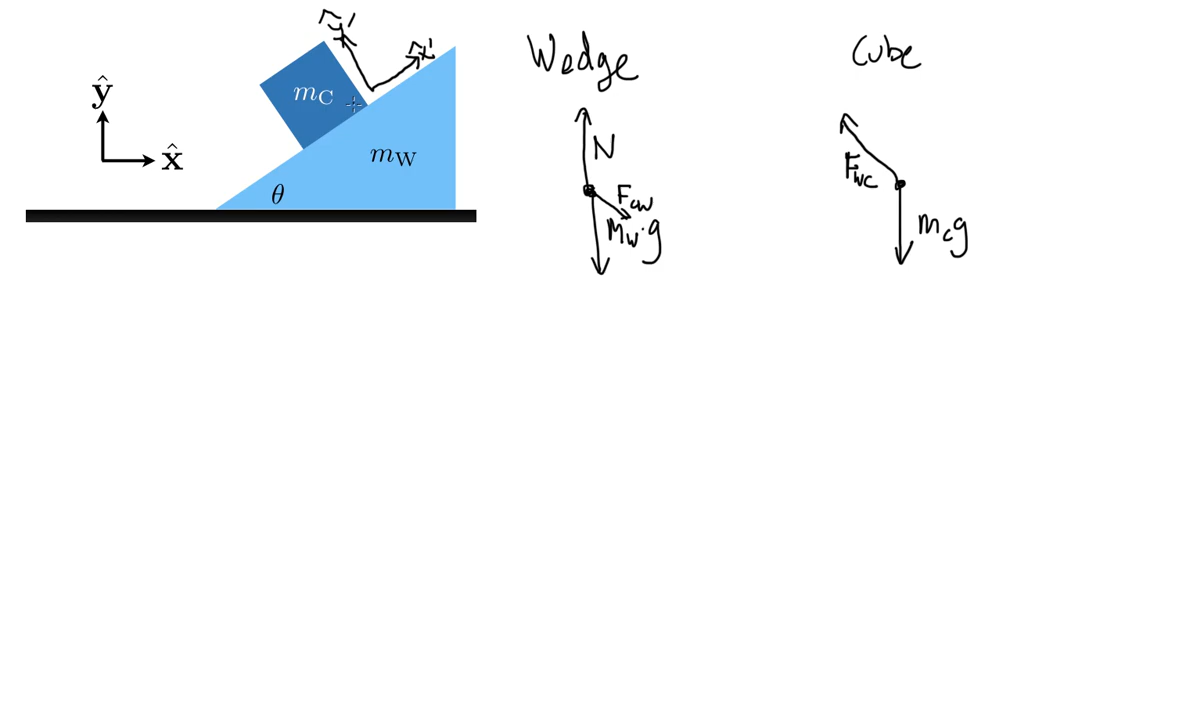 ŷ'
x̂'
ŷ
x̂
m_C
m_W
θ
Wedge
N
F_cw
M_w·g
Cube
F_wc
m_c g